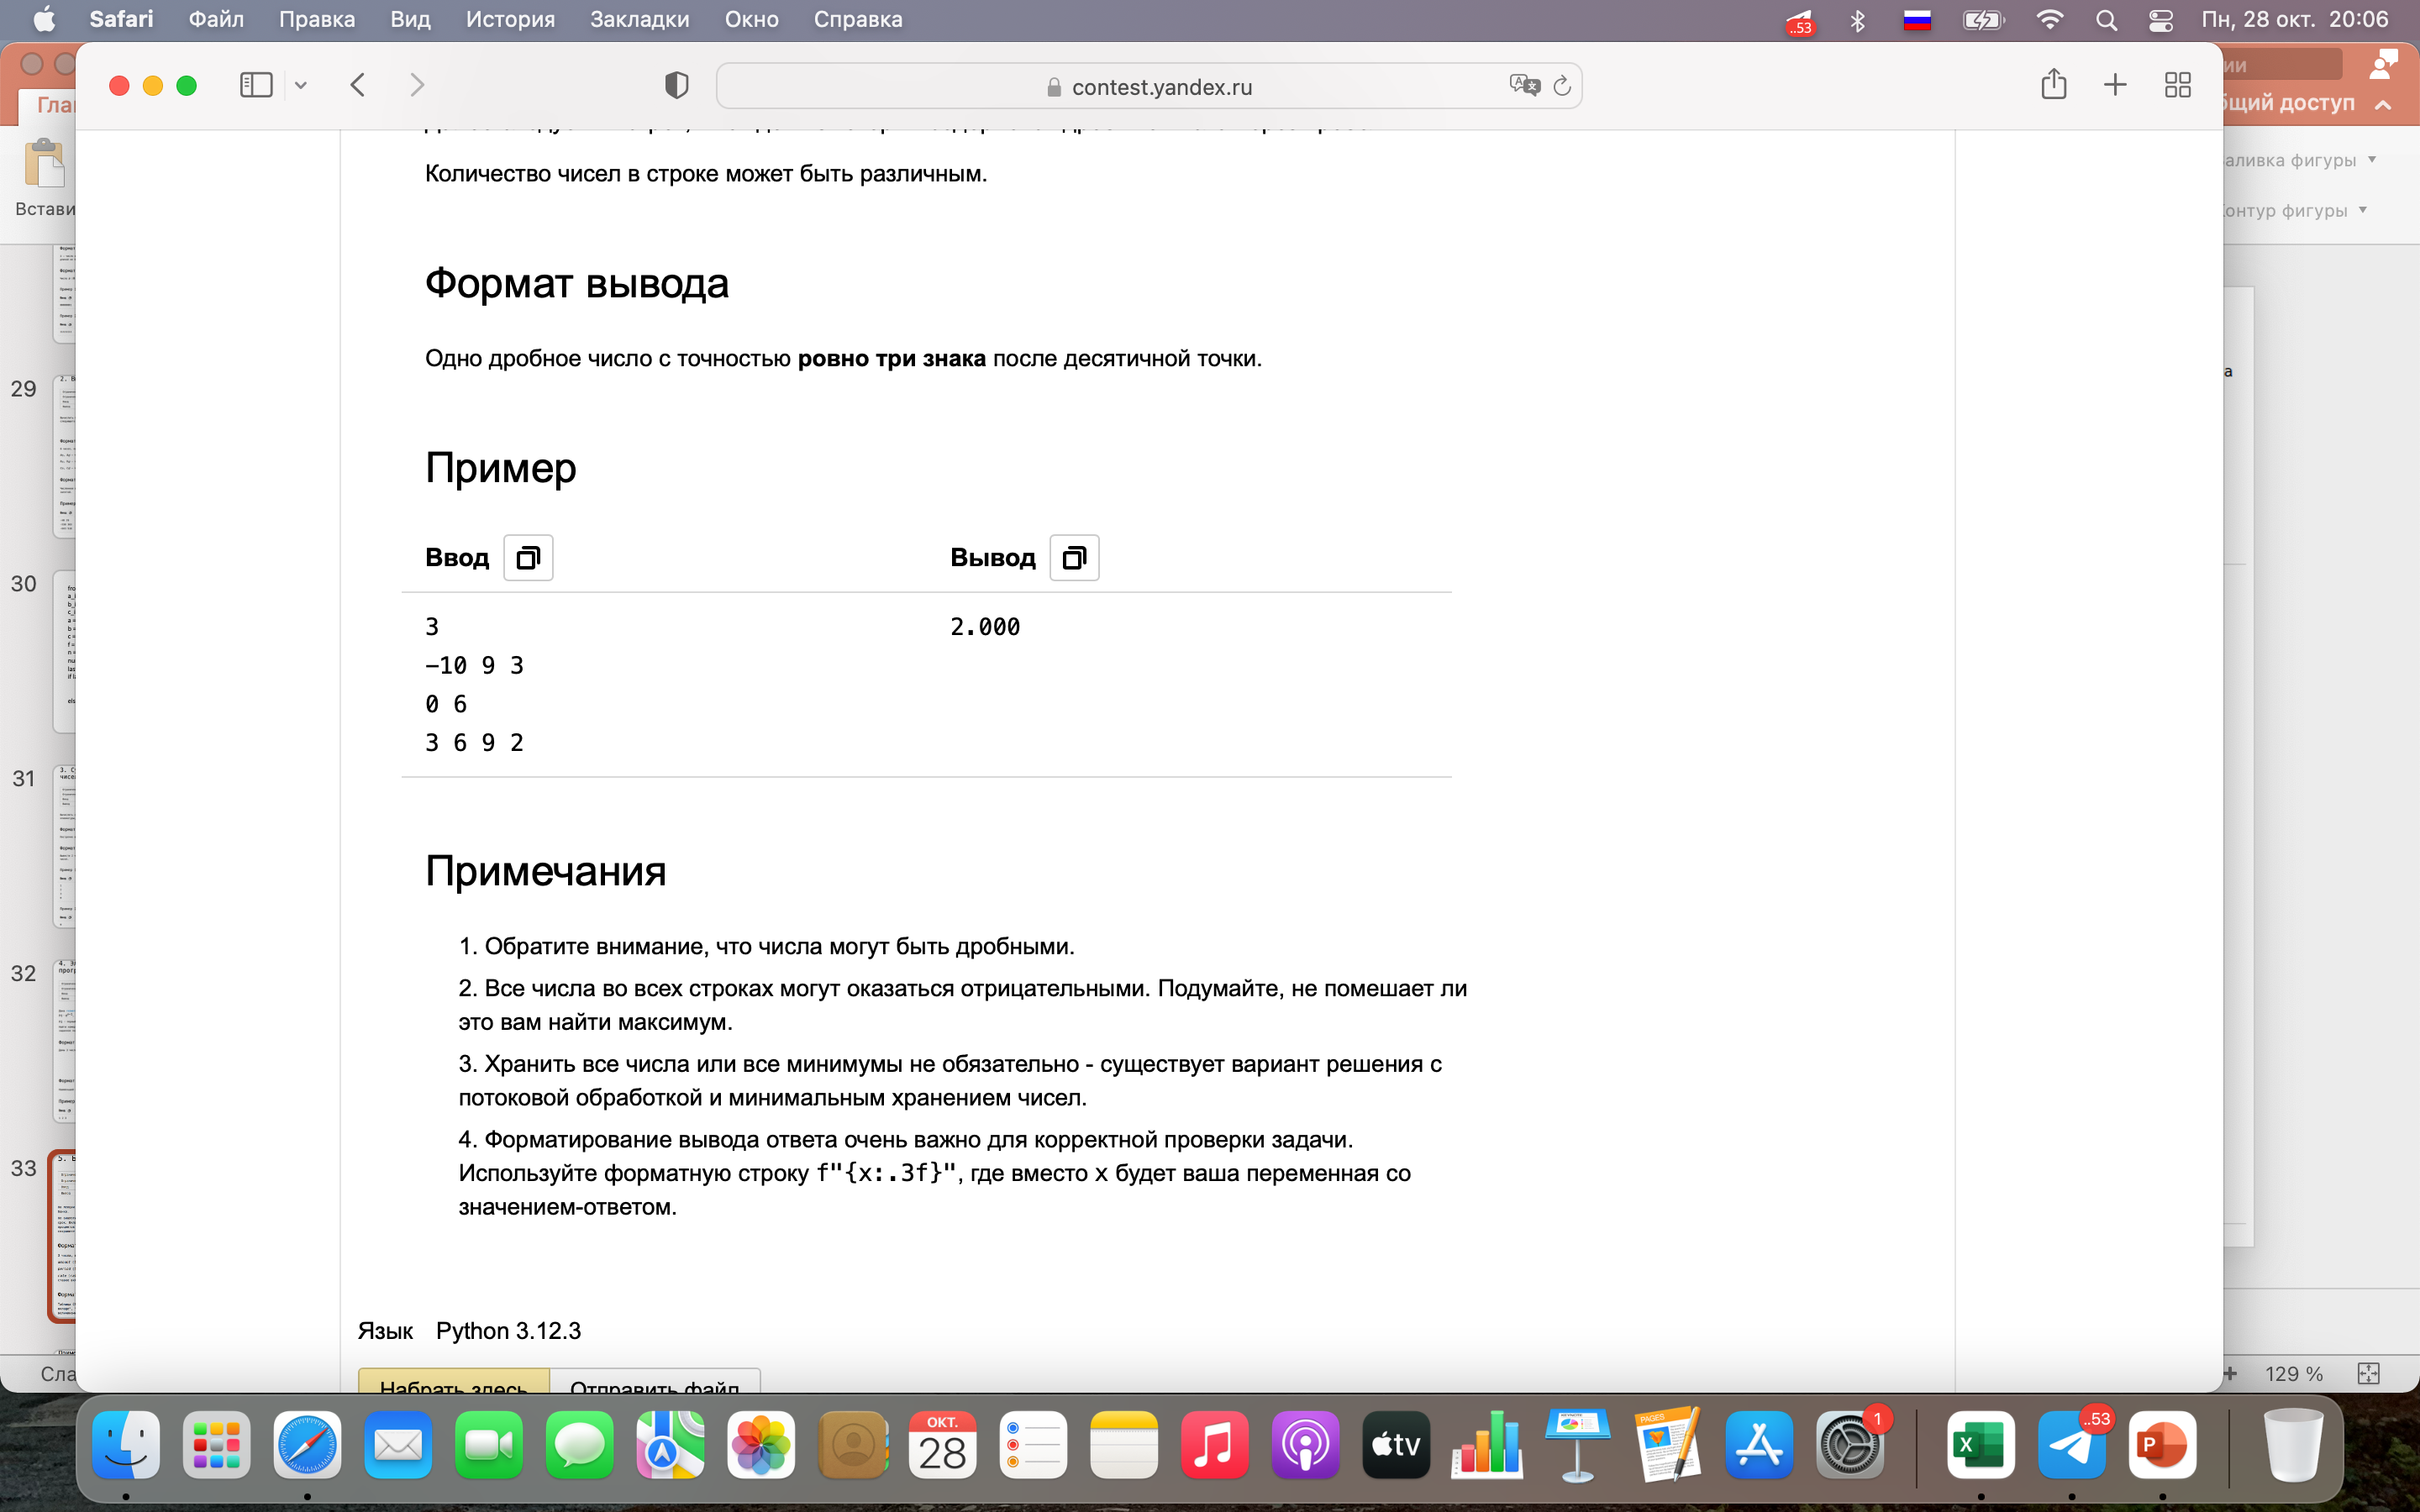 Safari Файл Правка Вид История Закладки Окно Справка
..53
Пн, 28 окт. 20:06
contest.yandex.ru
Количество чисел в строке может быть различным.
Формат вывода
Одно дробное число с точностью ровно три знака после десятичной точки.
Пример
Ввод Вывод
3 2.000
-10 9 3
0 6
3 6 9 2
Примечания
1. Обратите внимание, что числа могут быть дробными.
2. Все числа во всех строках могут оказаться отрицательными. Подумайте, не помешает ли
это вам найти максимум.
3. Хранить все числа или все минимумы не обязательно - существует вариант решения с
потоковой обработкой и минимальным хранением чисел.
4. Форматирование вывода ответа очень важно для корректной проверки задачи.
Используйте форматную строку f"{x:.3f}", где вместо x будет ваша переменная со
значением-ответом.
Язык Python 3.12.3
Набрать здесь Отправить файл
29
30
31
32
33
Встави
доступ
аливка фигуры
онтур фигуры
129 %
ОКТ.
28
tv
PAGES
1
X
..53
P